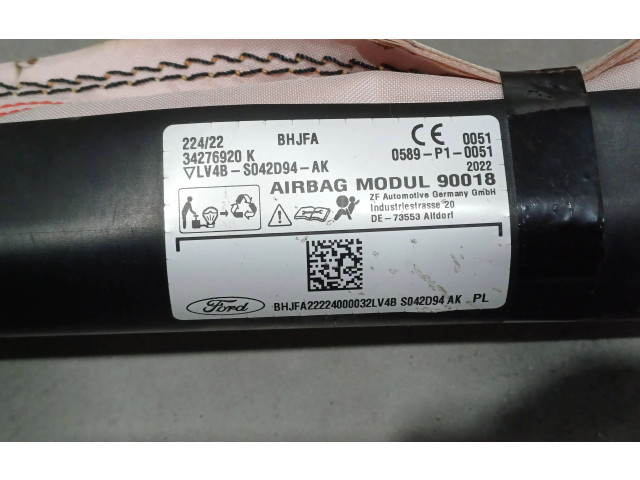 224/22 BHJFA
34276920 K
▽LV4B-S042D94-AK
CE 0051
0589-P1-0051
2022
AIRBAG MODUL 90018
ZF Automotive Germany GmbH
Industriestrasse 20
DE-73553 Alfdorf
Ford
BHJFA22224000032LV4B S042D94 AK PL